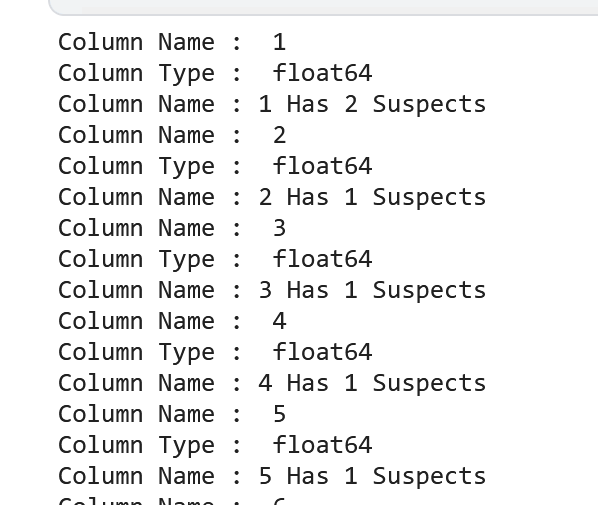 Column Name :  1
Column Type :  float64
Column Name : 1 Has 2 Suspects
Column Name :  2
Column Type :  float64
Column Name : 2 Has 1 Suspects
Column Name :  3
Column Type :  float64
Column Name : 3 Has 1 Suspects
Column Name :  4
Column Type :  float64
Column Name : 4 Has 1 Suspects
Column Name :  5
Column Type :  float64
Column Name : 5 Has 1 Suspects
Column Name :  6